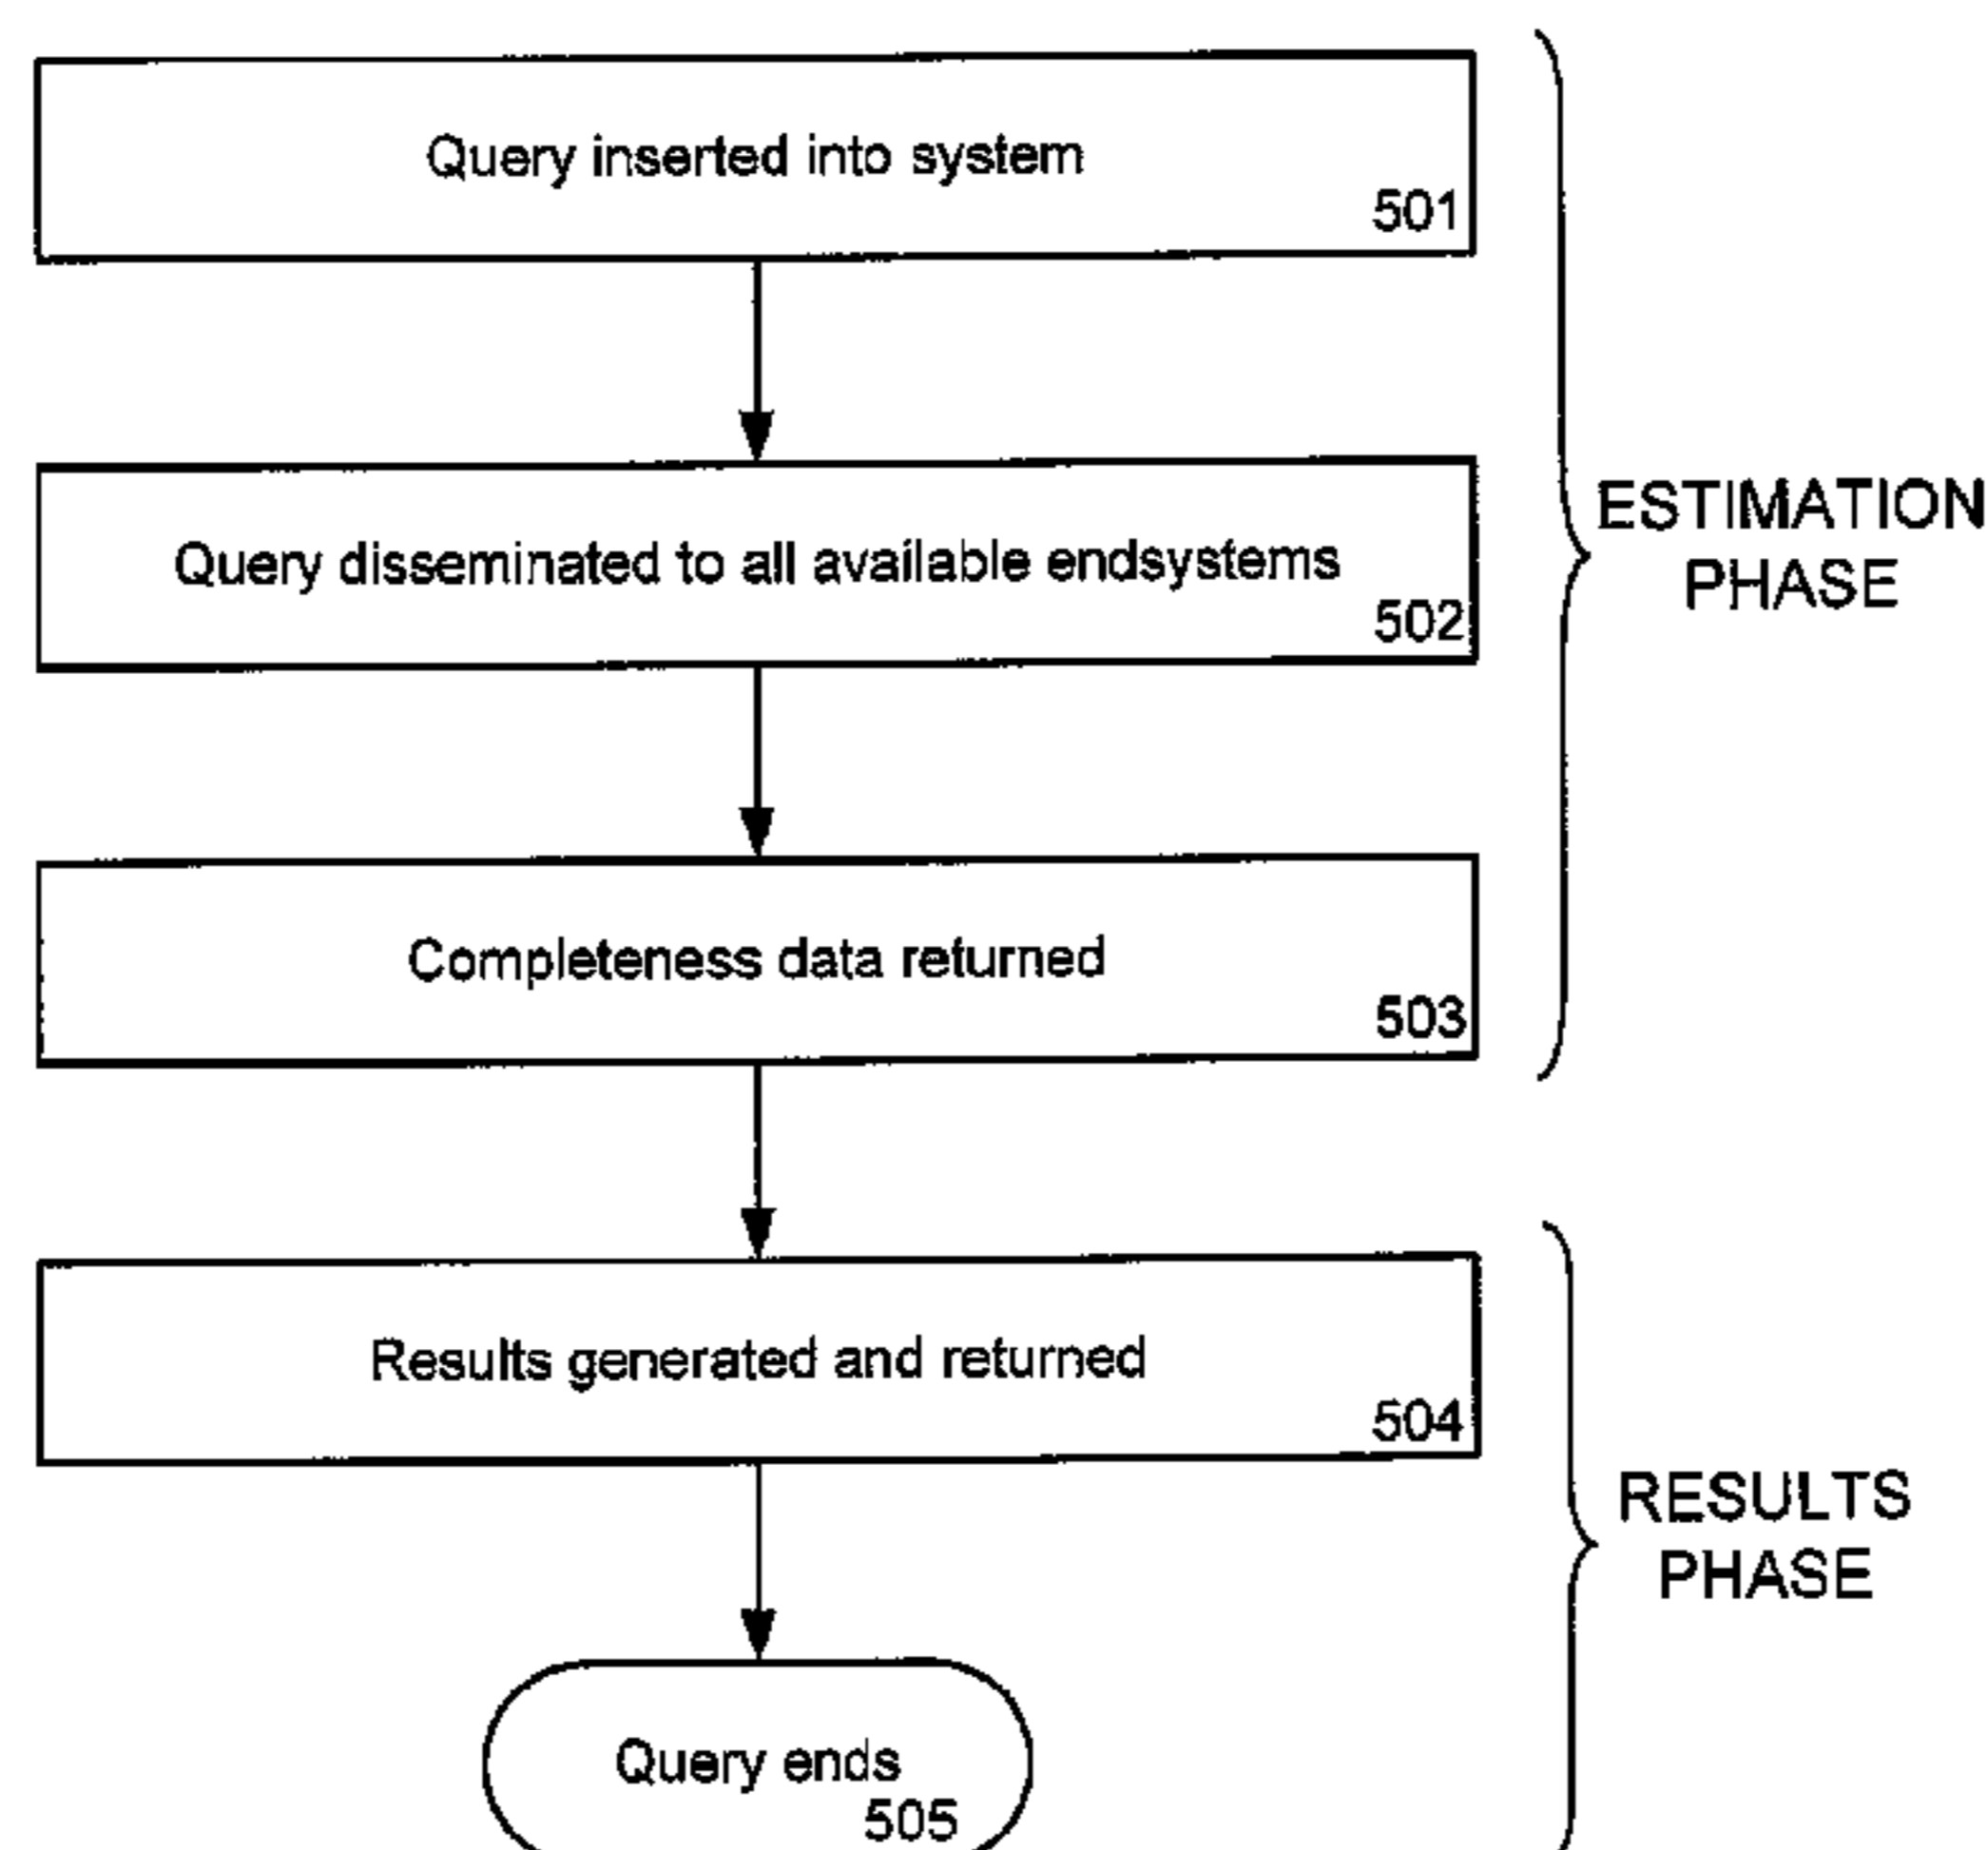 Query inserted into system
501
Query disseminated to all available endsystems
502
ESTIMATION
PHASE
Completeness data returned
503
Results generated and returned
504
RESULTS
PHASE
Query ends
505